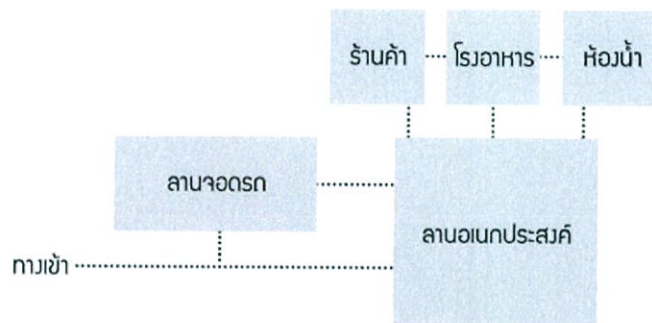 ร้านค้า
โรงอาหาร
ห้องน้ำ
ลานจอดรถ
ลานอเนกประสงค์
ทางเข้า